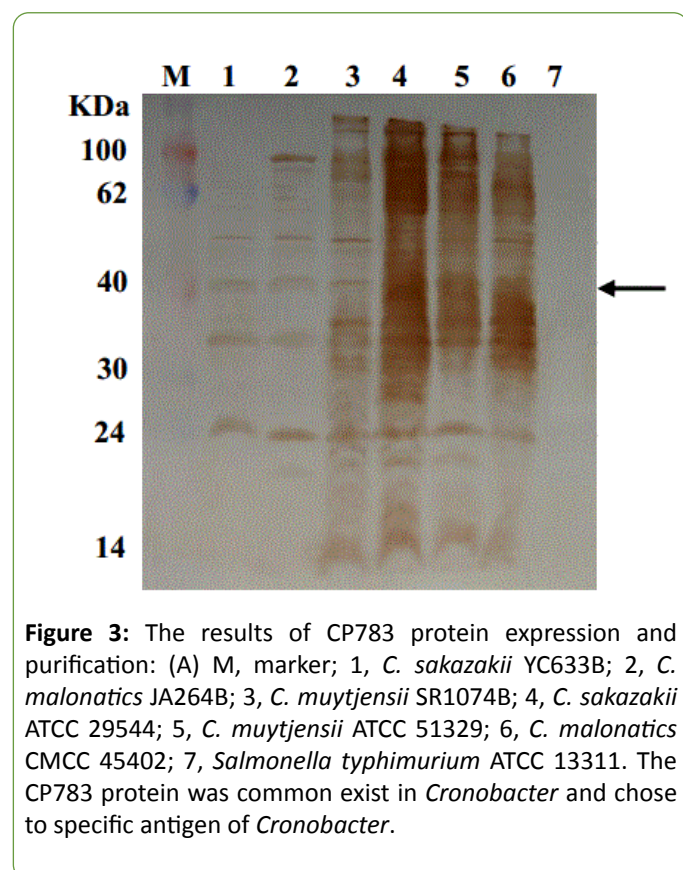 M 1 2 3 4 5 6 7
KDa
100
62
40
30
24
14
Figure 3: The results of CP783 protein expression and
purification: (A) M, marker; 1, C. sakazakii YC633B; 2, C.
malonatics JA264B; 3, C. muytjensii SR1074B; 4, C. sakazakii
ATCC 29544; 5, C. muytjensii ATCC 51329; 6, C. malonatics
CMCC 45402; 7, Salmonella typhimurium ATCC 13311. The
CP783 protein was common exist in Cronobacter and chose
to specific antigen of Cronobacter.